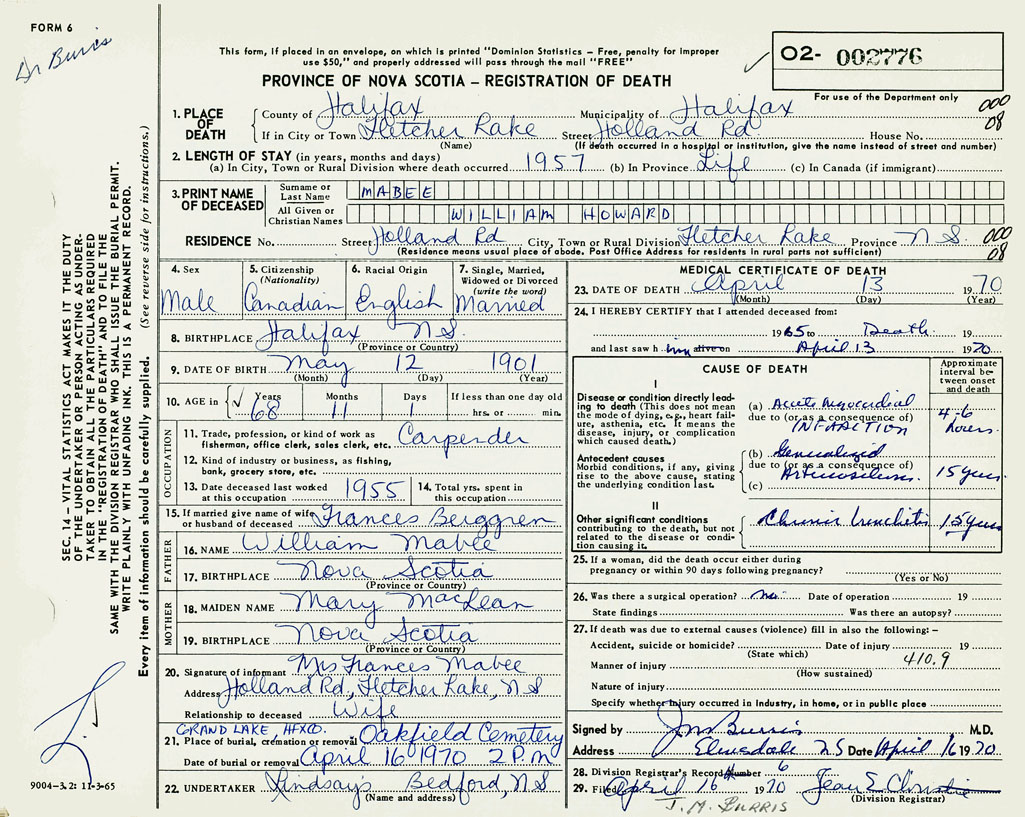 FORM 6
Dr Burris
This form, if placed in an envelope, on which is printed "Dominion Statistics – Free, penalty for improper
use $50," and properly addressed will pass through the mail "FREE"
PROVINCE OF NOVA SCOTIA – REGISTRATION OF DEATH
O2- 002776
For use of the Department only
000
08
1. PLACE OF DEATH County of Halifax Municipality of Halifax
If in City or Town Fletcher Lake Street Holland Rd House No.
(Name) (If death occurred in a hospital or institution, give the name instead of street and number)
2. LENGTH OF STAY (in years, months and days)
(a) In City, Town or Rural Division where death occurred 1957 (b) In Province Life (c) In Canada (if immigrant)
3. PRINT NAME OF DECEASED Surname or Last Name MABEE
All Given or Christian Names WILLIAM HOWARD
RESIDENCE No. Street Holland Rd City, Town or Rural Division Fletcher Lake Province N S. 000
08
(Residence means usual place of abode. Post Office Address for residents in rural parts not sufficient)
4. Sex Male
5. Citizenship (Nationality) Canadian
6. Racial Origin English
7. Single, Married, Widowed or Divorced (write the word) Married
8. BIRTHPLACE Halifax N S.
(Province or Country)
9. DATE OF BIRTH May 12 1901
(Month) (Day) (Year)
10. AGE in Years Months Days If less than one day old
68 11 1 hrs. or min.
OCCUPATION
11. Trade, profession, or kind of work as
fisherman, office clerk, sales clerk, etc. Carpender
12. Kind of industry or business, as fishing,
bank, grocery store, etc.
13. Date deceased last worked
at this occupation 1955
14. Total yrs. spent in
this occupation
15. If married give name of wife
or husband of deceased Frances Berggren
FATHER
16. NAME William Mabee
17. BIRTHPLACE Nova Scotia
(Province or Country)
MOTHER
18. MAIDEN NAME Mary MacLean
19. BIRTHPLACE Nova Scotia
(Province or Country)
20. Signature of informant Mrs Frances Mabee
Address Holland Rd., Fletcher Lake, N S
Relationship to deceased Wife
GRAND LAKE, HFXCO.
21. Place of burial, cremation or removal Oakfield Cemetery
Date of burial or removal April 16 1970 2 P.M
22. UNDERTAKER Lindsay's Bedford, N S
(Name and address)
MEDICAL CERTIFICATE OF DEATH
23. DATE OF DEATH April 13 1970
(Month) (Day) (Year)
24. I HEREBY CERTIFY that I attended deceased from:
1965 to Death 19
and last saw him alive on April 13 1970
CAUSE OF DEATH
Approximate interval between onset and death
I
Disease or condition directly leading to death (This does not
mean the mode of dying, e.g., heart failure, asthenia, etc. It means the
disease, injury, or complication
which caused death.)
(a) Acute Myocardial
due to (or as a consequence of)
INFARCTION
4-6 hours.
Antecedent causes
Morbid conditions, if any, giving
rise to the above cause, stating
the underlying condition last.
(b) Generalized
due to (or as a consequence of)
(c) Arteriosclerosis.
15 years.
II
Other significant conditions
contributing to the death, but not
related to the disease or condition causing it.
Chronic bronchitis 15 years
25. If a woman, did the death occur either during
pregnancy or within 90 days following pregnancy?
(Yes or No)
26. Was there a surgical operation? no Date of operation 19
State findings Was there an autopsy?
27. If death was due to external causes (violence) fill in also the following: –
Accident, suicide or homicide? Date of injury 19
(State which) 410.9
Manner of injury
(How sustained)
Nature of injury
Specify whether injury occurred in industry, in home, or in public place
Signed by J M Burris M.D.
Address Elmsdale N.S Date April 16 1970
28. Division Registrar's Record Number 6
29. Filed April 16 1970 Jean E. Christie
(Division Registrar)
J. M. BURRIS
SEC. 14 – VITAL STATISTICS ACT MAKES IT THE DUTY
OF THE UNDERTAKER OR PERSON ACTING AS UNDER-
TAKER TO OBTAIN ALL THE PARTICULARS REQUIRED
IN THE "REGISTRATION OF DEATH" AND TO FILE THE
SAME WITH THE DIVISION REGISTRAR WHO SHALL ISSUE THE BURIAL PERMIT.
WRITE PLAINLY WITH UNFADING INK. THIS IS A PERMANENT RECORD.
Every item of information should be carefully supplied. (See reverse side for instructions.)
9004–3.2: 11-3-65